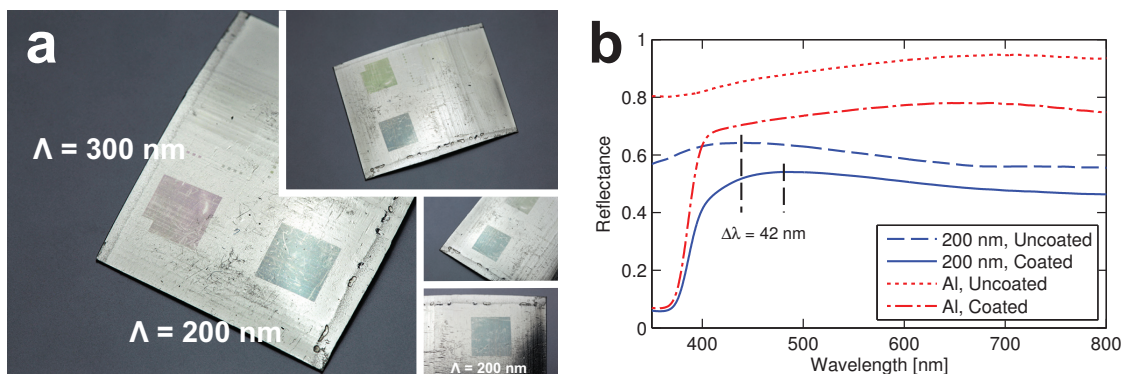 a
Λ = 300 nm
Λ = 200 nm
Λ = 200 nm
b
Reflectance
1
0.8
0.6
0.4
0.2
0
Δλ = 42 nm
200 nm, Uncoated
200 nm, Coated
Al, Uncoated
Al, Coated
400 500 600 700 800
Wavelength [nm]